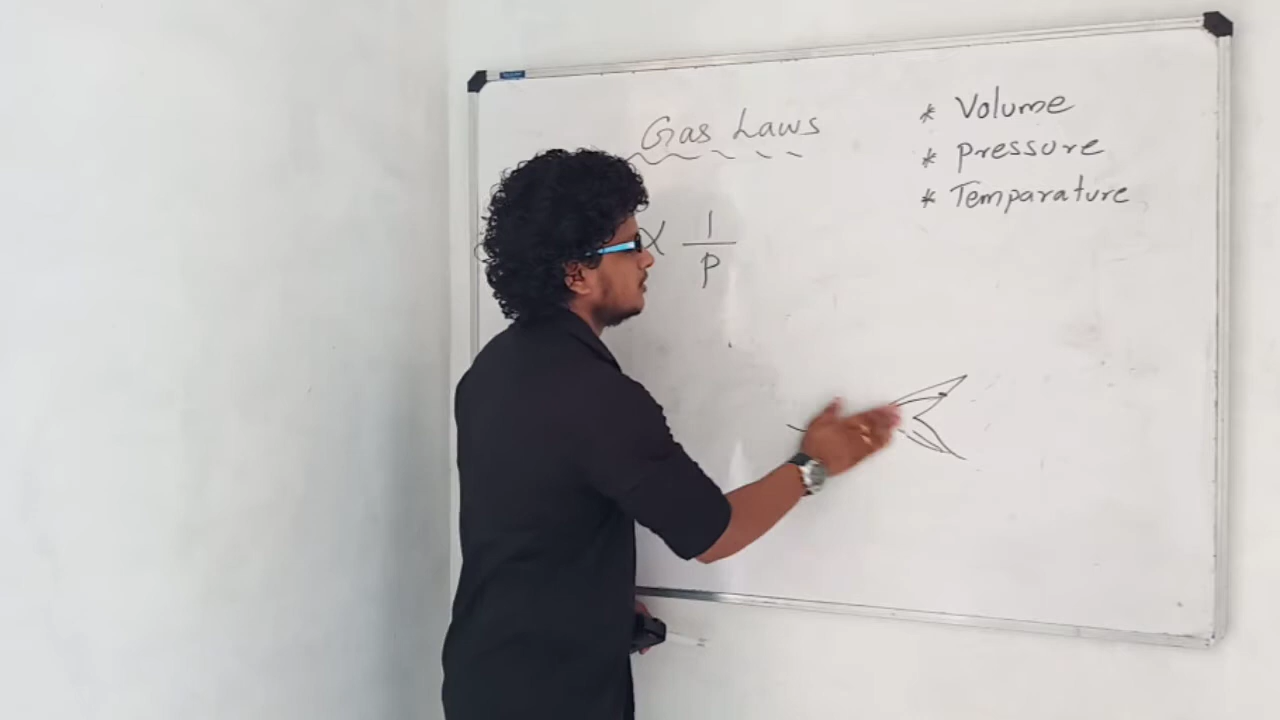 Gas Laws
* Volume
* Pressure
* Temparature
∝ 1/P